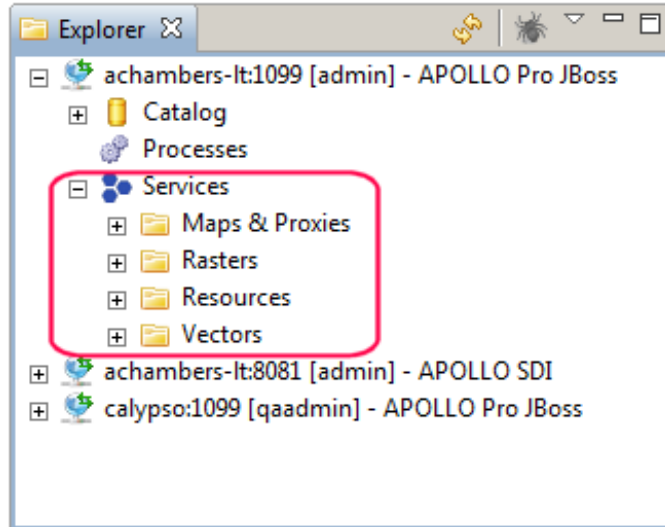 Explorer
achambers-lt:1099 [admin] - APOLLO Pro JBoss
Catalog
Processes
Services
Maps & Proxies
Rasters
Resources
Vectors
achambers-lt:8081 [admin] - APOLLO SDI
calypso:1099 [qaadmin] - APOLLO Pro JBoss